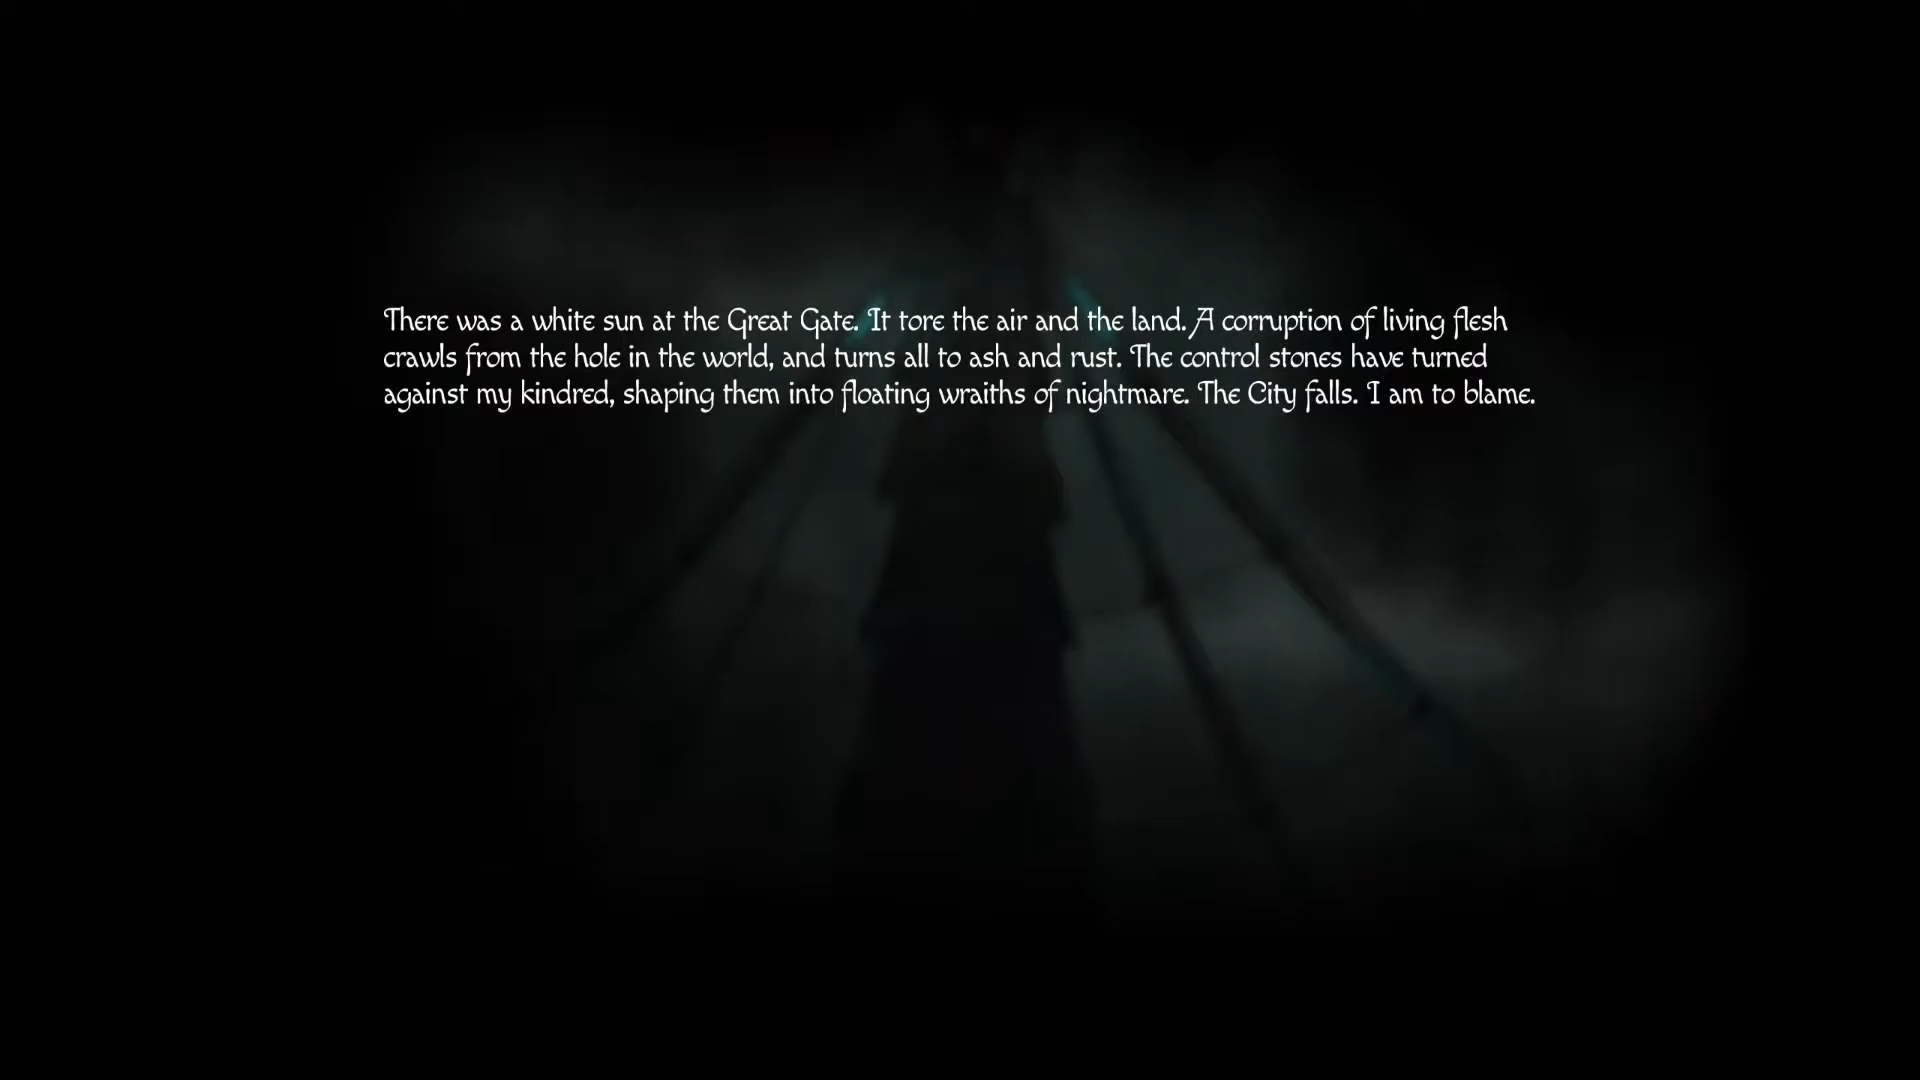 There was a white sun at the Great Gate. It tore the air and the land. A corruption of living flesh
crawls from the hole in the world, and turns all to ash and rust. The control stones have turned
against my kindred, shaping them into floating wraiths of nightmare. The City falls. I am to blame.